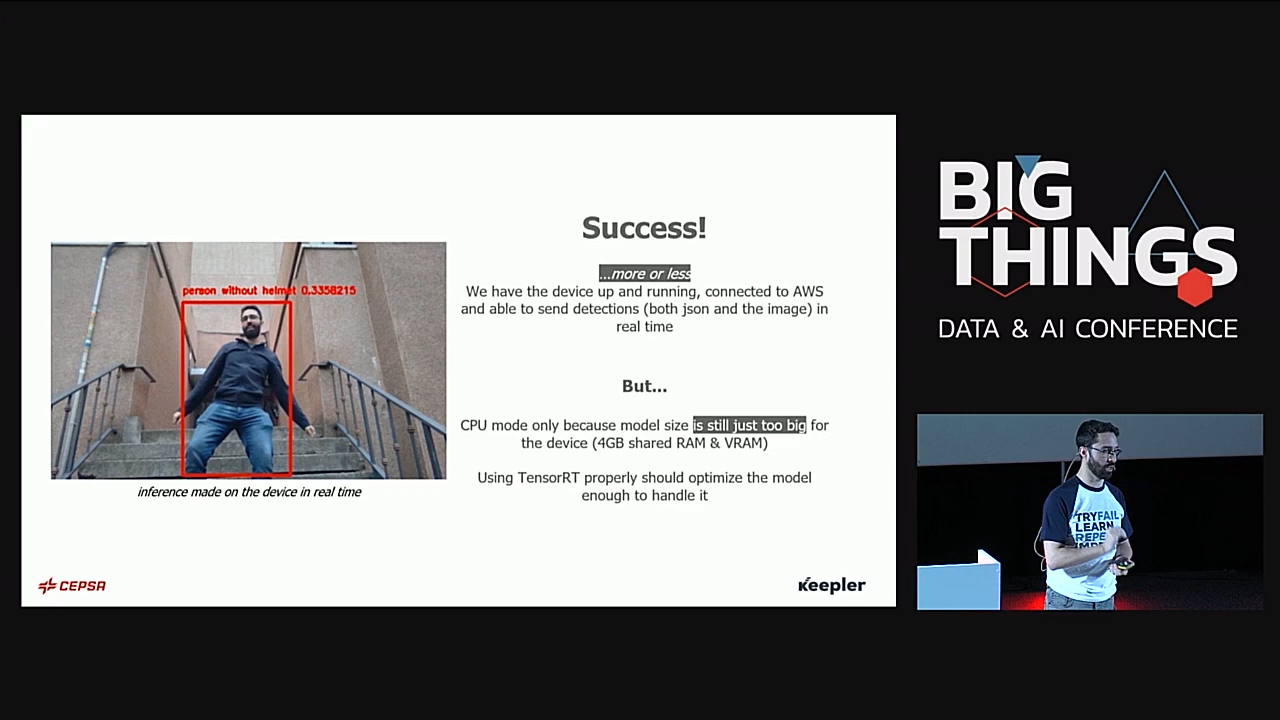 Success!
...more or less
We have the device up and running, connected to AWS
and able to send detections (both json and the image) in
real time
But...
CPU mode only because model size is still just too big for
the device (4GB shared RAM & VRAM)
Using TensorRT properly should optimize the model
enough to handle it
person without helmet 0.3358215
inference made on the device in real time
CEPSA
Keepler
BIG
THINGS
DATA & AI CONFERENCE
TRYFAIL
LEARN
REPE